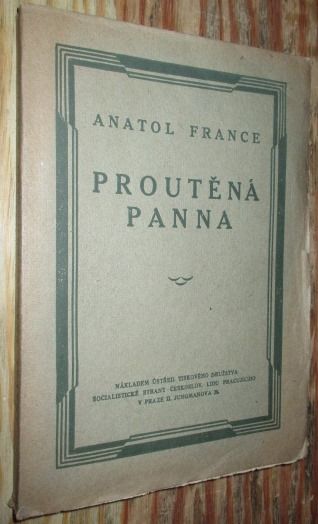 ANATOL FRANCE
PROUTĚNÁ
PANNA
NÁKLADEM ÚSTŘED. TISKOVÉHO DRUŽSTVA
SOCIALISTICKÉ STRANY ČESKOSLOV. LIDU PRACUJÍCÍHO
V PRAZE II. JUNGMANOVA 26.